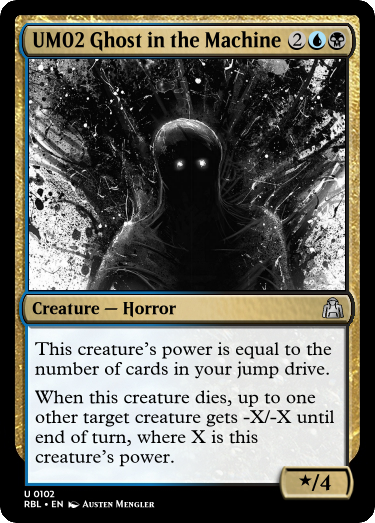 UM02 Ghost in the Machine 2
Creature — Horror
This creature's power is equal to the
number of cards in your jump drive.
When this creature dies, up to one
other target creature gets -X/-X until
end of turn, where X is this
creature's power.
★/4
U 0102
RBL • EN Austen Mengler